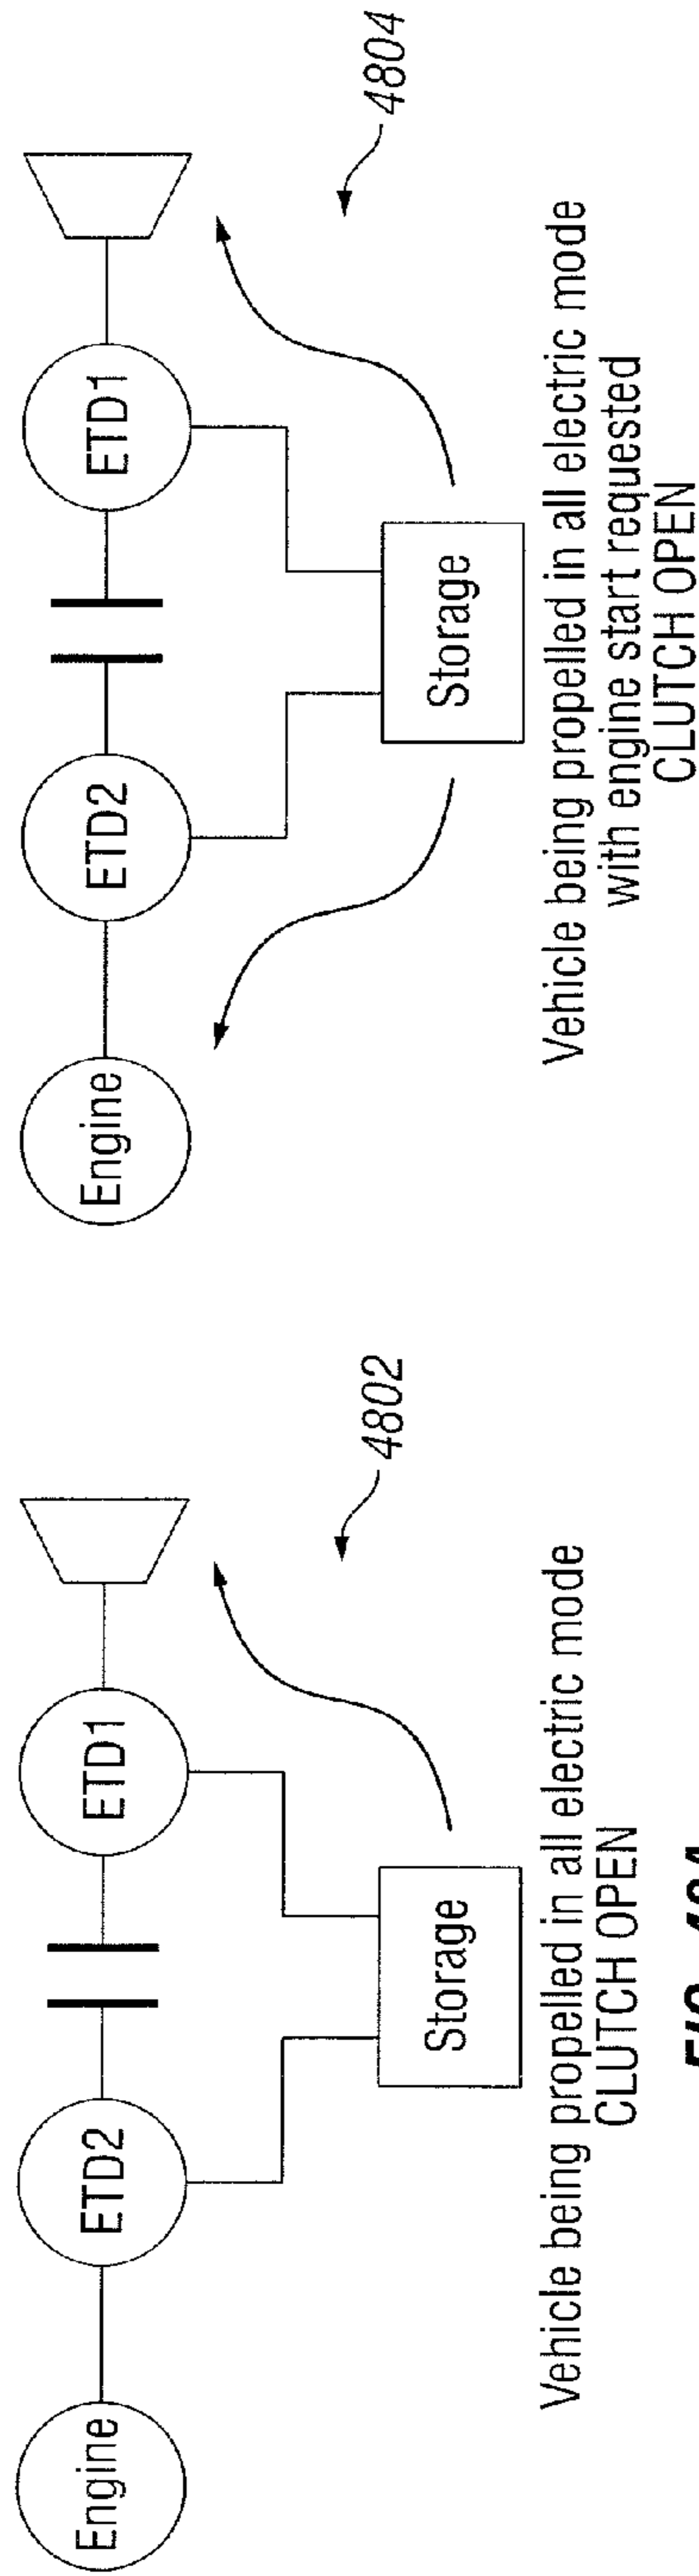 Engine
ETD2
ETD1
Storage
4802
Vehicle being propelled in all electric mode
CLUTCH OPEN
Engine
ETD2
ETD1
Storage
4804
Vehicle being propelled in all electric mode
with engine start requested
CLUTCH OPEN
FIG.